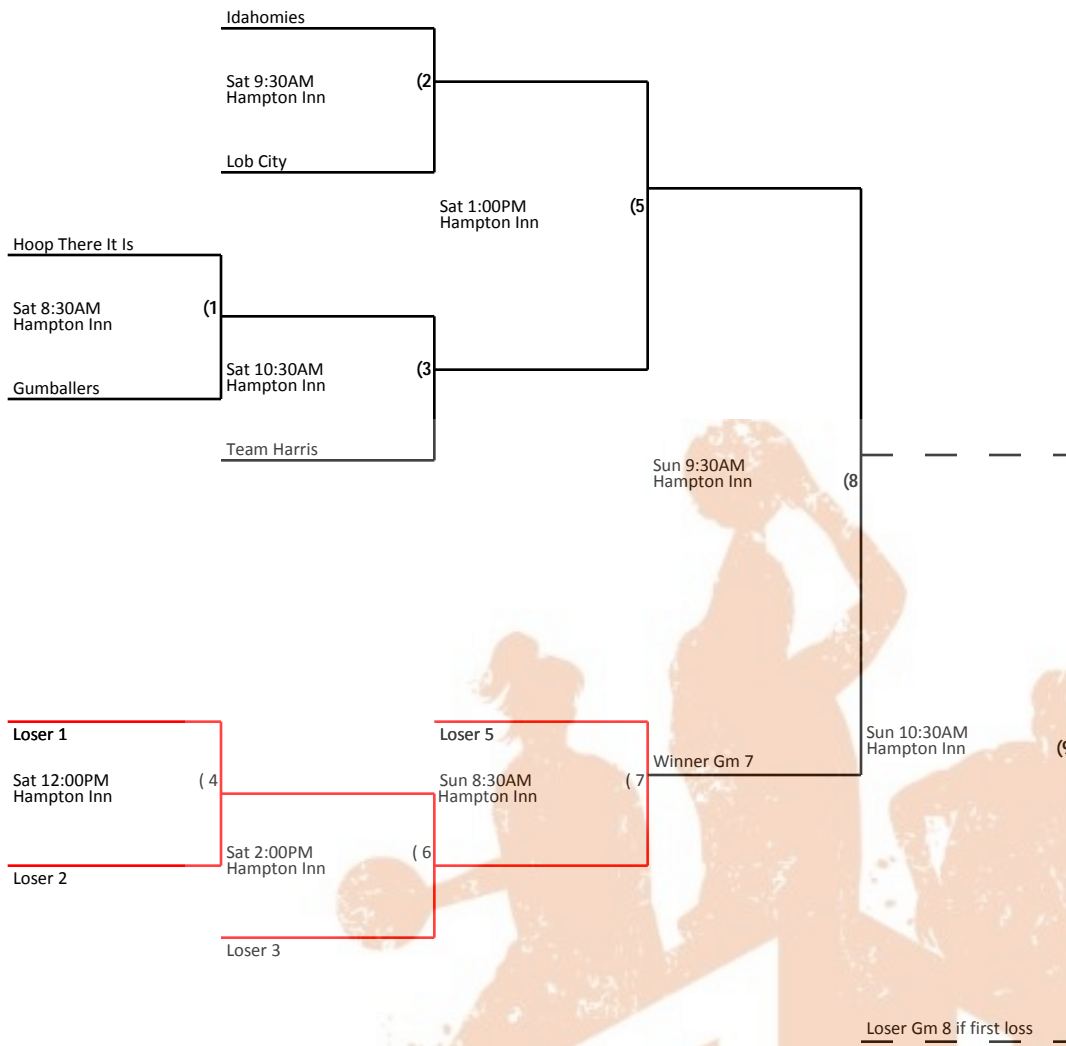 Idahomies
Sat 9:30AM
Hampton Inn
(2
Lob City
Sat 1:00PM
Hampton Inn
(5
Hoop There It Is
Sat 8:30AM
Hampton Inn
(1
Sat 10:30AM
Hampton Inn
(3
Gumballers
Team Harris
Sun 9:30AM
Hampton Inn
(8
Loser 1
Sat 12:00PM
Hampton Inn
( 4
Loser 2
Sat 2:00PM
Hampton Inn
( 6
Loser 3
Loser 5
Sun 8:30AM
Hampton Inn
( 7
Winner Gm 7
Sun 10:30AM
Hampton Inn
(9
Loser Gm 8 if first loss